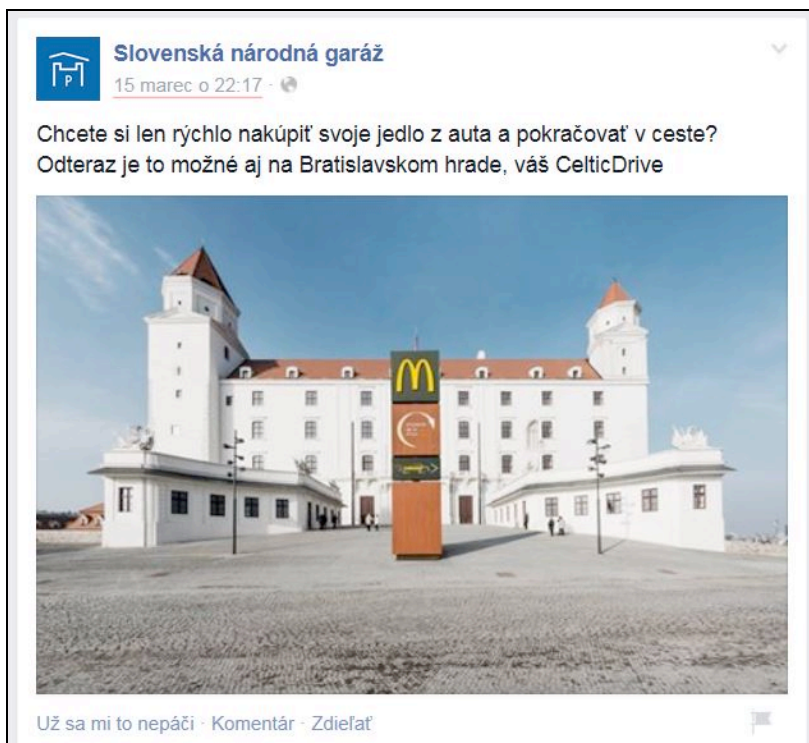 Slovenská národná garáž
15 marec o 22:17 ·
Chcete si len rýchlo nakúpiť svoje jedlo z auta a pokračovať v ceste?
Odteraz je to možné aj na Bratislavskom hrade, váš CelticDrive
Už sa mi to nepáči · Komentár · Zdieľať